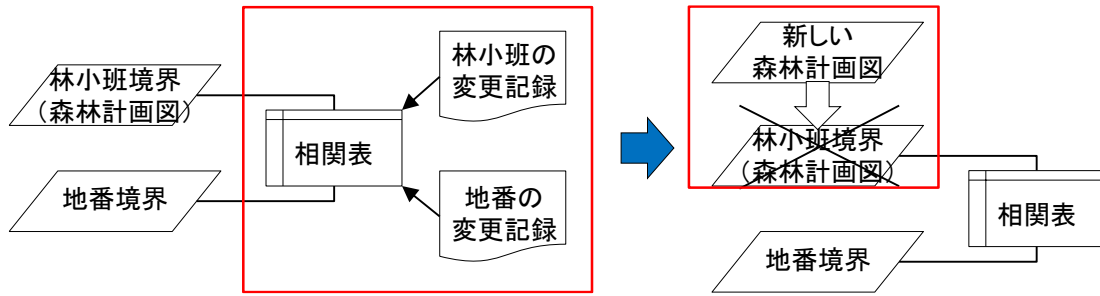 林小班境界
（森林計画図）
地番境界
相関表
林小班の
変更記録
地番の
変更記録
新しい
森林計画図
林小班境界
（森林計画図）
地番境界
相関表